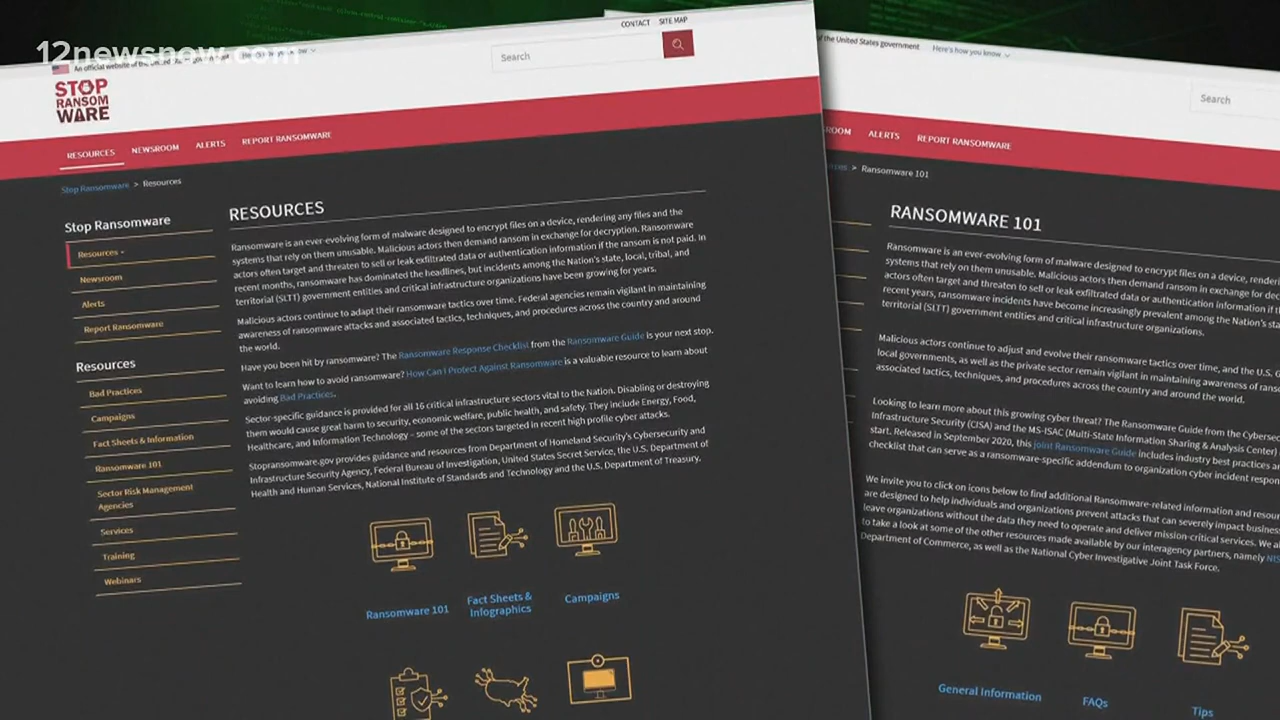 12newsnow.com
CONTACT SITE MAP
An official website of the United States
Search
STOP
RANSOM
WARE
RESOURCES NEWSROOM ALERTS REPORT RANSOMWARE
Stop Ransomware > Resources
Stop Ransomware
Resources -
Newsroom
Alerts
Report Ransomware
Resources
Bad Practices
Campaigns
Fact Sheets & Information
Ransomware 101
Sector Risk Management
Agencies
Services
Training
Webinars
RESOURCES
Ransomware is an ever-evolving form of malware designed to encrypt files on a device, rendering any files and the
systems that rely on them unusable. Malicious actors then demand ransom in exchange for decryption. Ransomware
actors often target and threaten to sell or leak exfiltrated data or authentication information if the ransom is not paid. In
recent months, ransomware has dominated the headlines, but incidents among the Nation's state, local, tribal, and
territorial (SLTT) government entities and critical infrastructure organizations have been growing for years.
Malicious actors continue to adapt their ransomware tactics over time. Federal agencies remain vigilant in maintaining
awareness of ransomware attacks and associated tactics, techniques, and procedures across the country and around
the world.
Have you been hit by ransomware? The Ransomware Response Checklist from the Ransomware Guide is your next stop.
Want to learn how to avoid ransomware? How Can I Protect Against Ransomware is a valuable resource to learn about
avoiding Bad Practices.
Sector-specific guidance is provided for all 16 critical infrastructure sectors vital to the Nation. Disabling or destroying
them would cause great harm to security, economic welfare, public health, and safety. They include Energy, Food,
Healthcare, and Information Technology – some of the sectors targeted in recent high profile cyber attacks.
Stopransomware.gov provides guidance and resources from Department of Homeland Security's Cybersecurity and
Infrastructure Security Agency, Federal Bureau of Investigation, United States Secret Service, the U.S. Department of
Health and Human Services, National Institute of Standards and Technology and the U.S. Department of Treasury.
Ransomware 101
Fact Sheets &
Infographics
Campaigns
of the United States government Here's how you know
Search
ROOM ALERTS REPORT RANSOMWARE
> Ransomware 101
RANSOMWARE 101
Ransomware is an ever-evolving form of malware designed to encrypt files on a device, rendering
systems that rely on them unusable. Malicious actors then demand ransom in exchange for
actors often target and threaten to sell or leak exfiltrated data or authentication information if
recent years, ransomware incidents have become increasingly prevalent among the Nation's
territorial (SLTT) government entities and critical infrastructure organizations.
Malicious actors continue to adjust and evolve their ransomware tactics over time, and the U.S.
local governments, as well as the private sector remain vigilant in maintaining awareness of
associated tactics, techniques, and procedures across the country and around the world.
Looking to learn more about this growing cyber threat? The Ransomware Guide from the
Infrastructure Security (CISA) and the MS-ISAC (Multi-State Information Sharing & Analysis Center)
start. Released in September 2020, this joint Ransomware Guide includes industry best practices
checklist that can serve as a ransomware-specific addendum to organization cyber incident
We invite you to click on icons below to find additional Ransomware-related information and
are designed to help individuals and organizations prevent attacks that can severely impact
leave organizations without the data they need to operate and deliver mission-critical services. We
to take a look at some of the other resources made available by our interagency partners, namely
Department of Commerce, as well as the National Cyber Investigative Joint Task Force.
General Information
FAQs
Tips